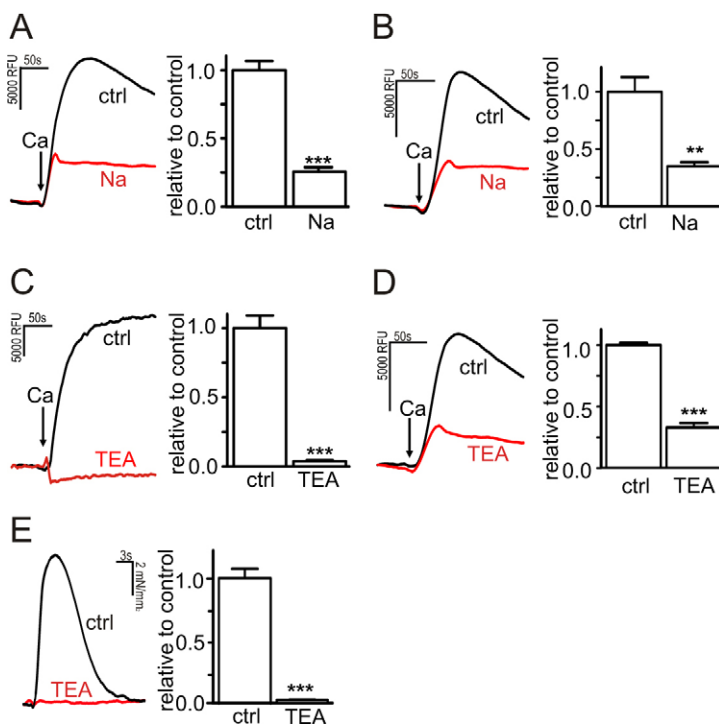 A
50s
5000 RFU
ctrl
Ca
Na
relative to control
1.0
0.5
0.0
***
ctrl Na
B
50s
5000 RFU
ctrl
Ca
Na
relative to control
1.0
0.5
0.0
**
ctrl Na
C
50s
5000 RFU
ctrl
Ca
TEA
relative to control
1.0
0.5
0.0
***
ctrl TEA
D
50s
5000 RFU
ctrl
Ca
TEA
relative to control
1.0
0.5
0.0
***
ctrl TEA
E
3s
2 mN/mm
ctrl
TEA
relative to control
1.0
0.5
0.0
***
ctrl TEA